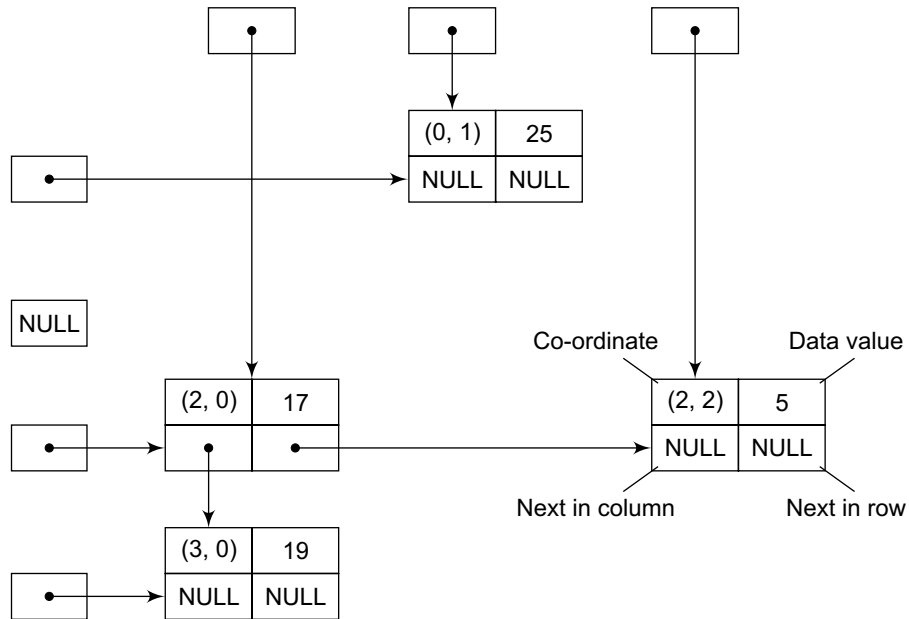 (0, 1) 25
NULL NULL
NULL
Co-ordinate Data value
(2, 0) 17 (2, 2) 5
NULL NULL
Next in column Next in row
(3, 0) 19
NULL NULL